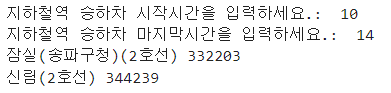 지하철역 승하차 시작시간을 입력하세요.: 10
지하철역 승하차 마지막시간을 입력하세요.: 14
잠실(송파구청)(2호선) 332203
신림(2호선) 344239